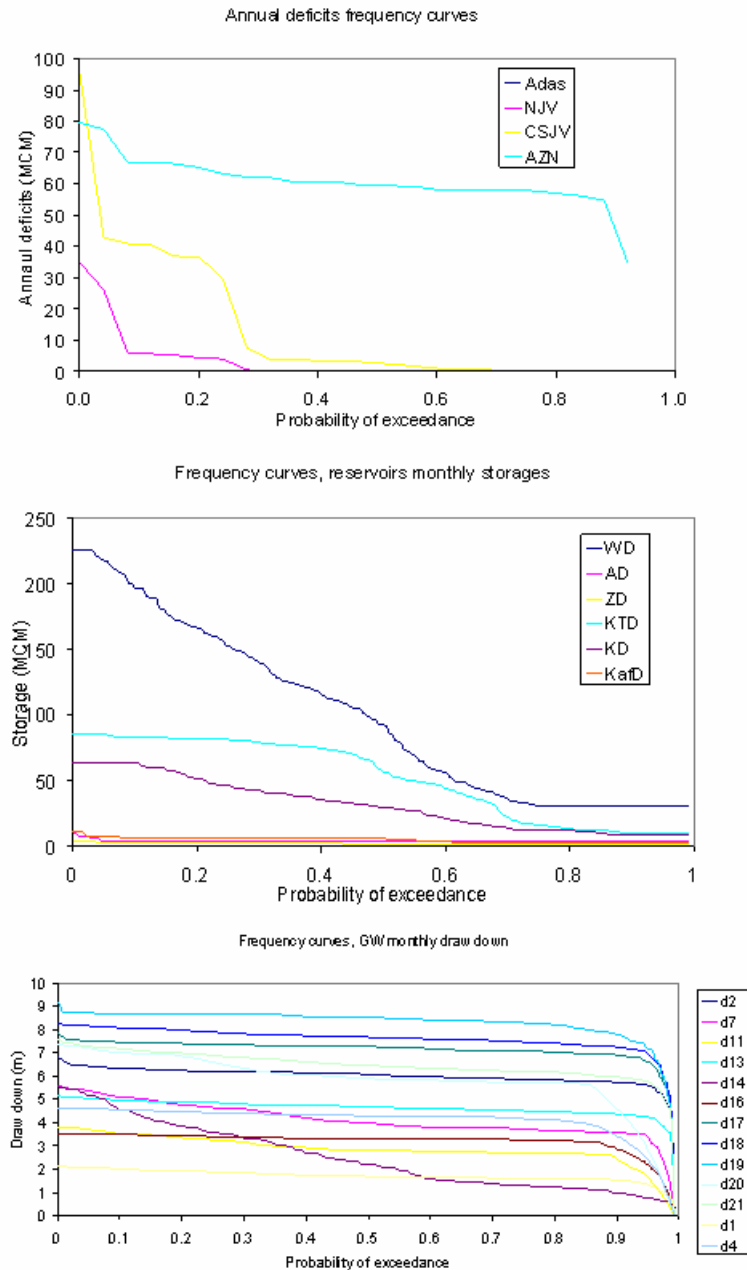 Annual deficits frequency curves
Annaul deficits (MCM)
100
90
80
70
60
50
40
30
20
10
0
0.0
0.2
0.4
0.6
0.8
1.0
Probability of exceedance
Adas
NJV
CSJV
AZN
Frequency curves, reservoirs monthly storages
Storage (MCM)
250
200
150
100
50
0
0
0.2
0.4
0.6
0.8
1
Probability of exceedance
WD
AD
ZD
KTD
KD
KafD
Frequency curves, GW monthly draw down
Draw down (m)
10
9
8
7
6
5
4
3
2
1
0
0
0.1
0.2
0.3
0.4
0.5
0.6
0.7
0.8
0.9
1
Probability of exceedance
d2
d7
d11
d13
d14
d16
d17
d18
d19
d20
d21
d1
d4